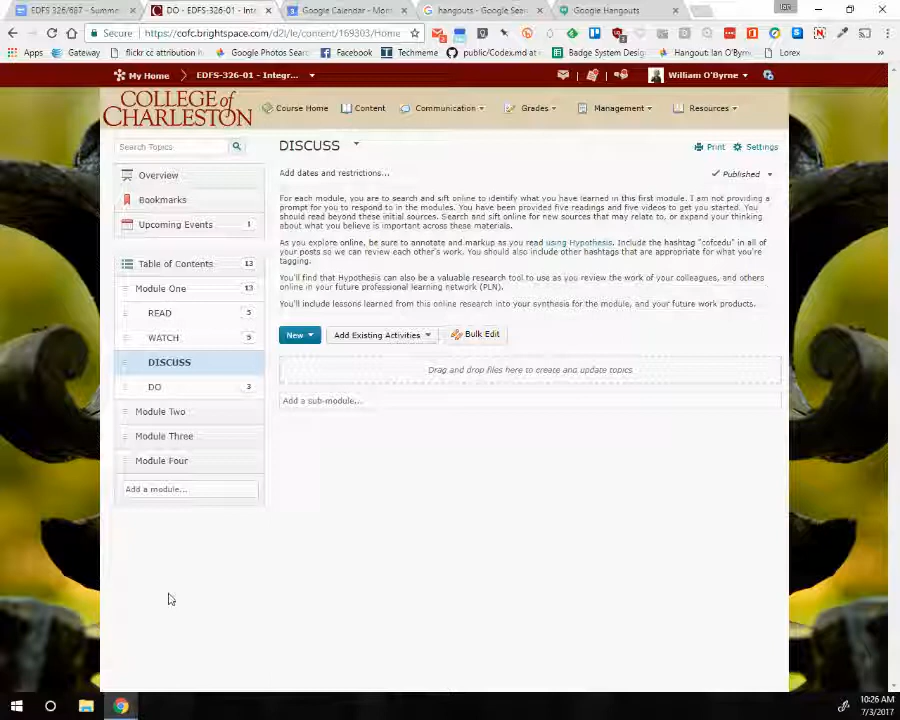 EDFS 326/687 - Summe
DO - EDFS-326-01 - Int
Google Calendar - Mon
hangouts - Google Sea
Google Hangouts
Secure
https://cofc.brightspace.com/d2l/le/content/169303/Home
Apps
Gateway
flickr cc attribution h
Google Photos Searc
Facebook
Techmeme
public/Codex.md at
Badge System Desig
Hangout: Ian O'Byrn
Lorex
»
My Home
EDFS-326-01 - Integr...
William O'Byrne
COLLEGE of
CHARLESTON
Course Home
Content
Communication
Grades
Management
Resources
Search Topics
DISCUSS
Print
Settings
Overview
Add dates and restrictions...
Published
Bookmarks
Upcoming Events 1
For each module, you are to search and sift online to identify what you have learned in this first module. I am not providing a
prompt for you to respond to in the modules. You have been provided five readings and five videos to get you started. You
should read beyond these initial sources. Search and sift online for new sources that may relate to, or expand your thinking
about what you believe is important across these materials.
As you explore online, be sure to annotate and markup as you read using Hypothesis. Include the hashtag "cofcedu" in all of
your posts so we can review each other's work. You should also include other hashtags that are appropriate for what you're
tagging.
You'll find that Hypothesis can also be a valuable research tool to use as you review the work of your colleagues, and others
online in your future professional learning network (PLN).
You'll include lessons learned from this online research into your synthesis for the module, and your future work products.
Table of Contents 13
Module One 13
READ 5
WATCH 5
DISCUSS
DO 3
Module Two
Module Three
Module Four
Add a module...
New
Add Existing Activities
Bulk Edit
Drag and drop files here to create and update topics
Add a sub-module...
10:26 AM
7/3/2017